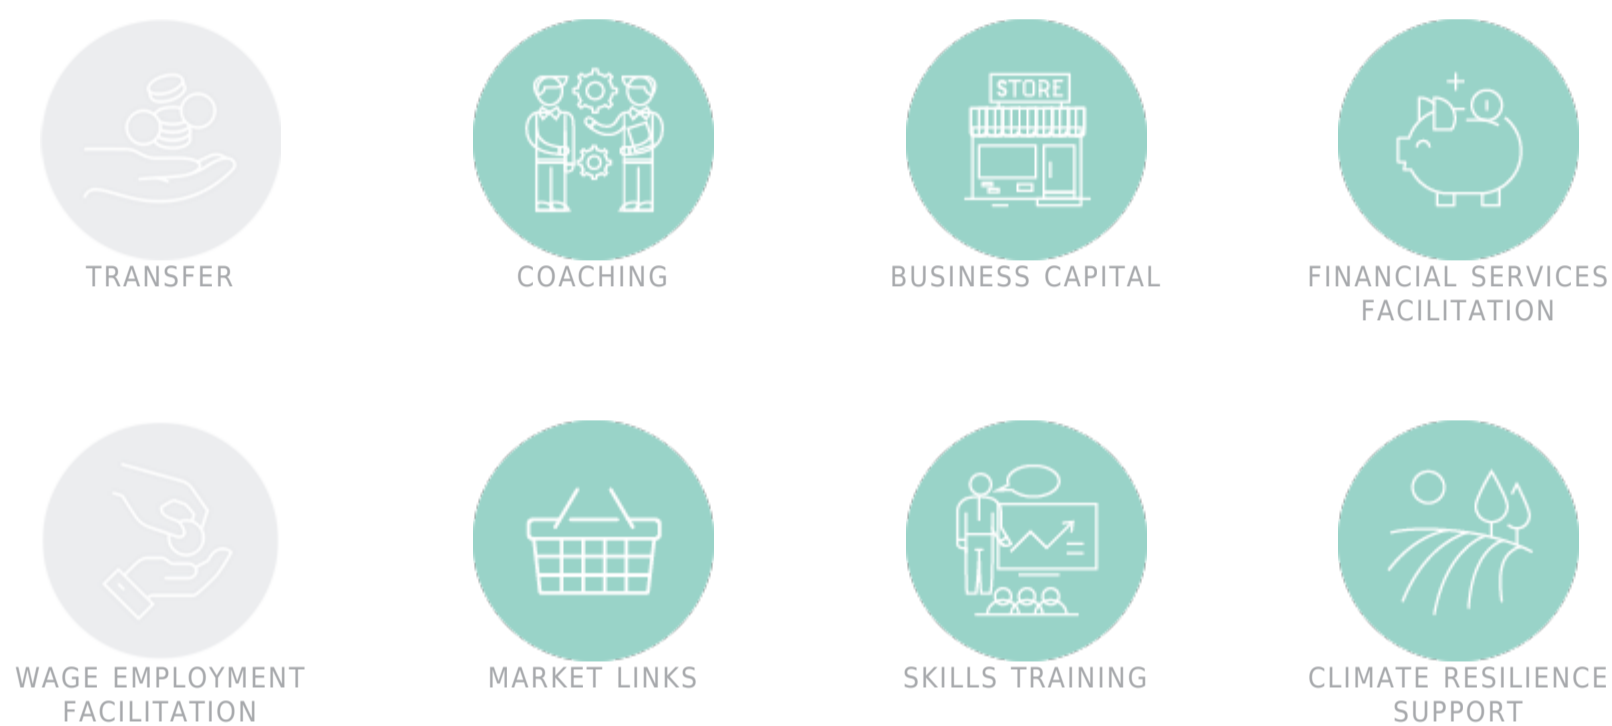 STORE
TRANSFER
COACHING
BUSINESS CAPITAL
FINANCIAL SERVICES
FACILITATION
WAGE EMPLOYMENT
FACILITATION
MARKET LINKS
SKILLS TRAINING
CLIMATE RESILIENCE
SUPPORT